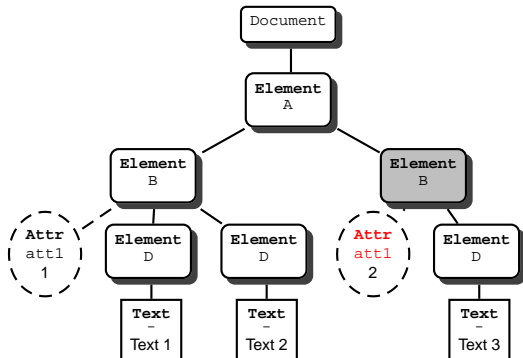 Document
Element
A
Element
B
Element
B
Attr
att1
1
Element
D
Element
D
Attr
att1
2
Element
D
Text
–
Text 1
Text
–
Text 2
Text
–
Text 3